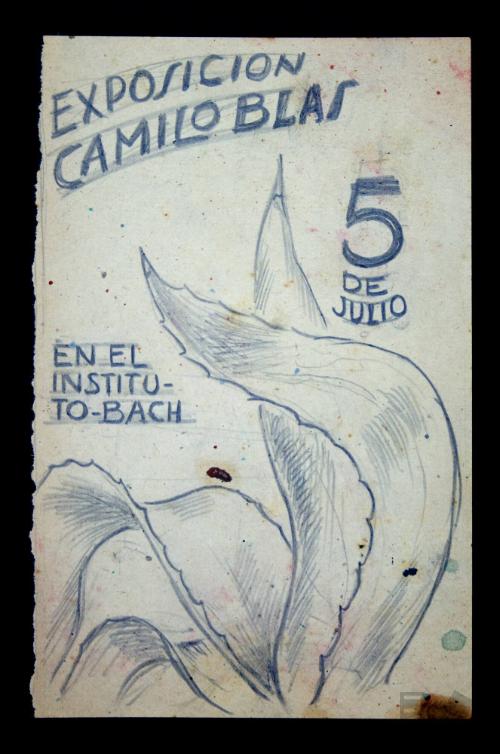 EXPOSICION
CAMILO BLAS
5
DE
JULIO
EN EL
INSTITU-
TO-BACH